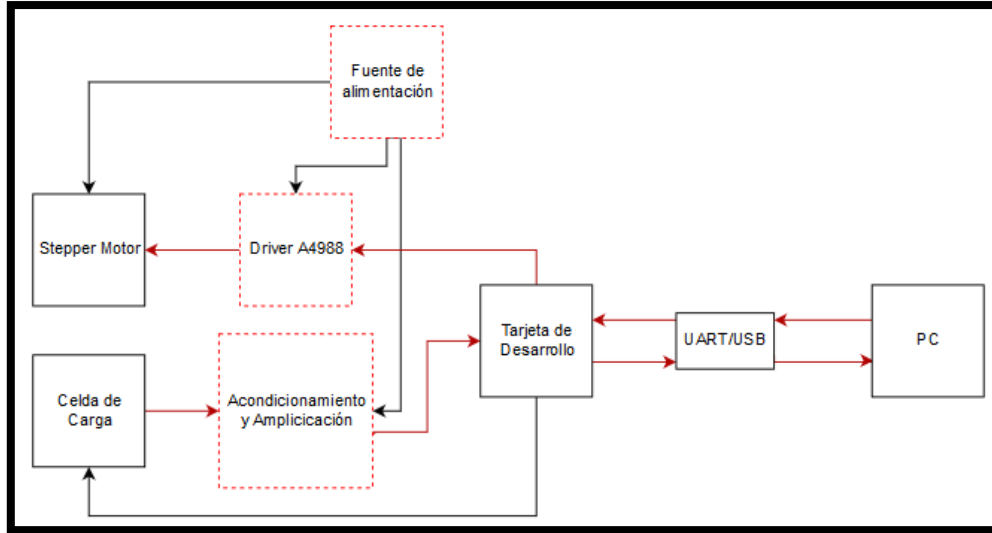 Fuente de
alimentación
Stepper Motor
Driver A4988
Tarjeta de
Desarrollo
UART/USB
PC
Celda de
Carga
Acondicionamiento
y Amplicicación